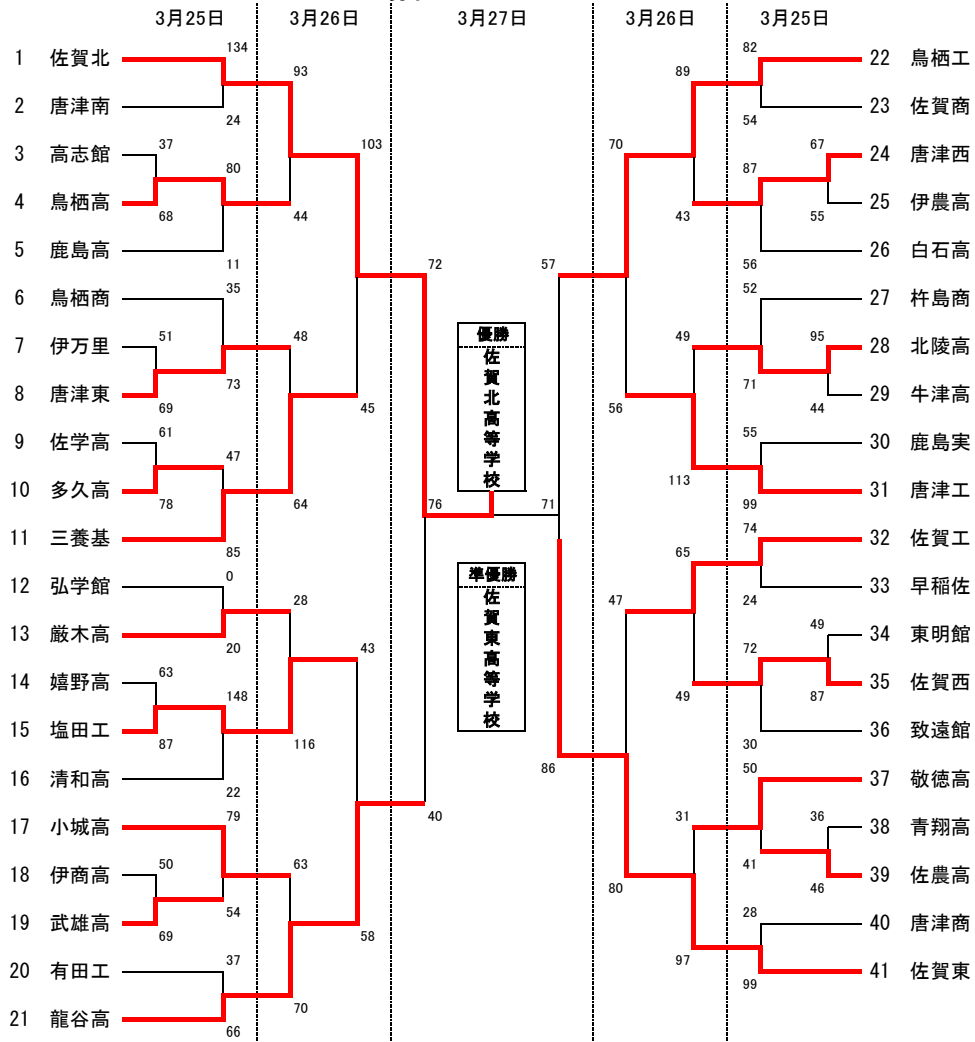 3月25日 3月26日 3月27日 3月26日 3月25日
1 佐賀北
2 唐津南
3 高志館
4 鳥栖高
5 鹿島高
6 鳥栖商
7 伊万里
8 唐津東
9 佐学高
10 多久高
11 三養基
12 弘学館
13 厳木高
14 嬉野高
15 塩田工
16 清和高
17 小城高
18 伊商高
19 武雄高
20 有田工
21 龍谷高
134
24
37
68
80
11
35
51
69
73
61
78
47
85
0
20
63
87
148
22
79
50
69
54
37
66
93
44
48
64
28
116
63
70
103
45
43
58
72
40
76
優勝
佐賀北高等学校
準優勝
佐賀東高等学校
71
57
86
70
56
47
80
89
43
49
113
65
49
31
97
82
54
67
55
87
56
52
95
44
71
55
99
74
24
49
87
72
30
50
36
46
41
28
99
22 鳥栖工
23 佐賀商
24 唐津西
25 伊農高
26 白石高
27 杵島商
28 北陵高
29 牛津高
30 鹿島実
31 唐津工
32 佐賀工
33 早稲佐
34 東明館
35 佐賀西
36 致遠館
37 敬徳高
38 青翔高
39 佐農高
40 唐津商
41 佐賀東